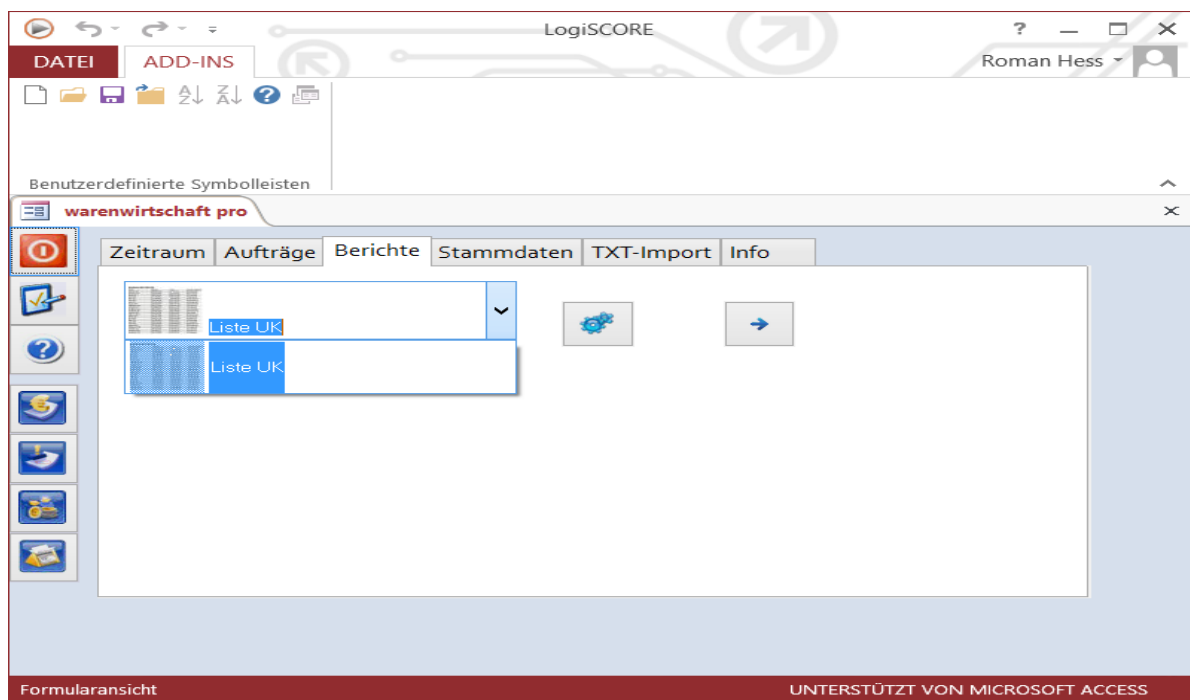 LogiSCORE
?
DATEI ADD-INS Roman Hess
Benutzerdefinierte Symbolleisten
warenwirtschaft pro
Zeitraum Aufträge Berichte Stammdaten TXT-Import Info
Liste UK
Liste UK
Formularansicht UNTERSTÜTZT VON MICROSOFT ACCESS